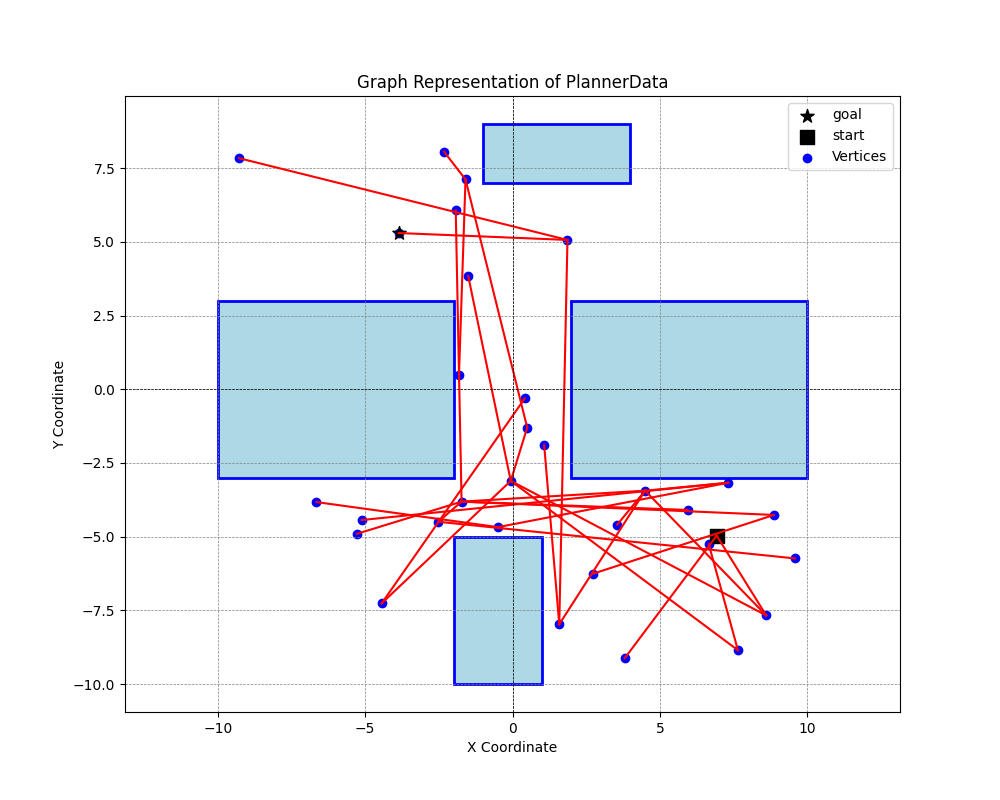 Graph Representation of PlannerData
goal
start
Vertices
7.5
5.0
2.5
0.0
−2.5
−5.0
−7.5
−10.0
Y Coordinate
−10
−5
0
5
10
X Coordinate